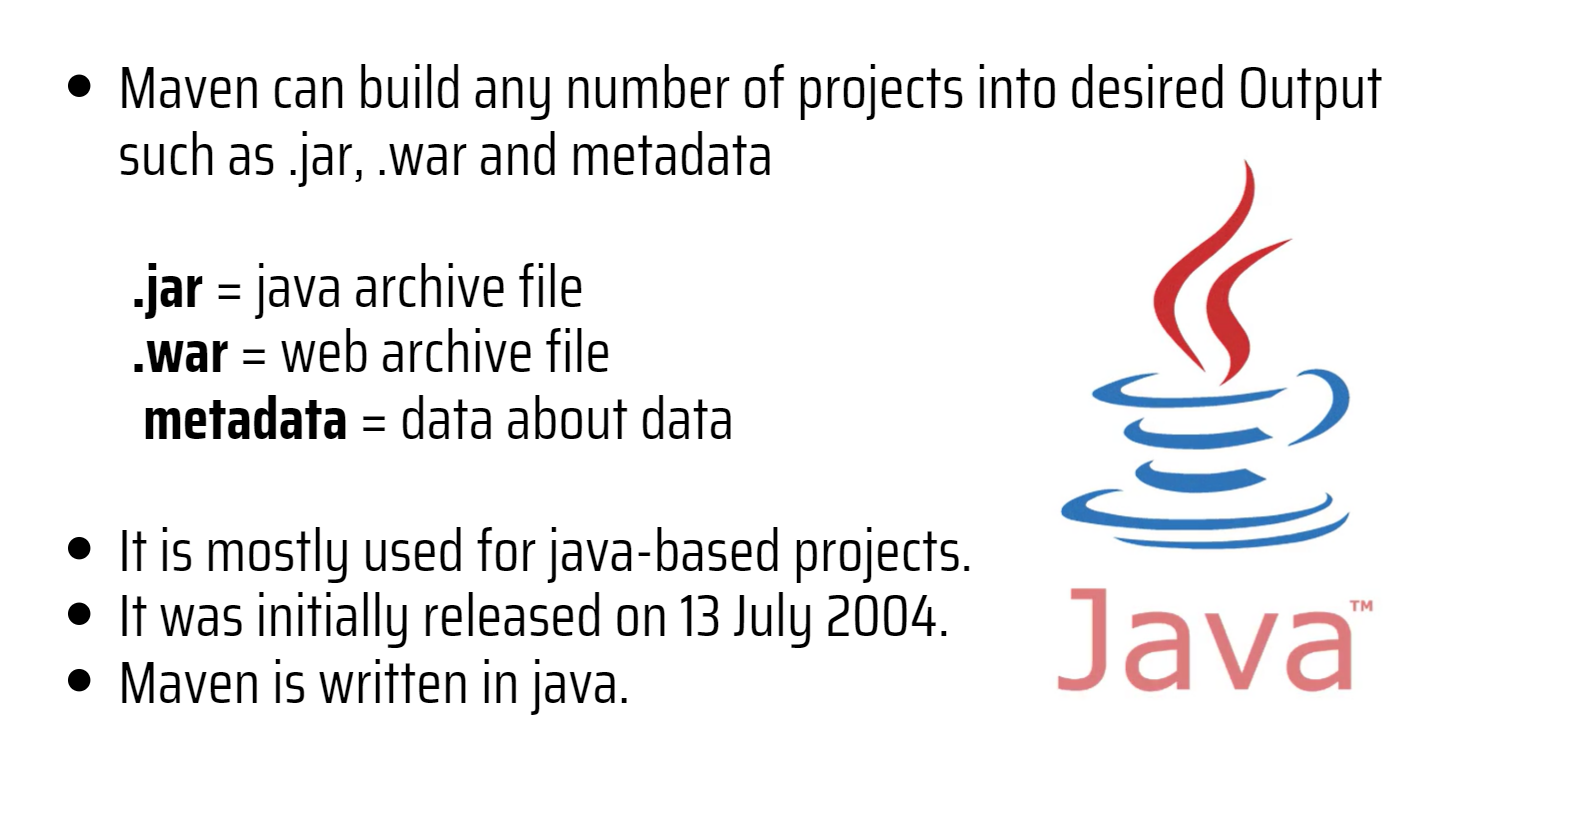 • Maven can build any number of projects into desired Output
such as .jar, .war and metadata
.jar = java archive file
.war = web archive file
metadata = data about data
• It is mostly used for java-based projects.
• It was initially released on 13 July 2004.
• Maven is written in java.
Java™